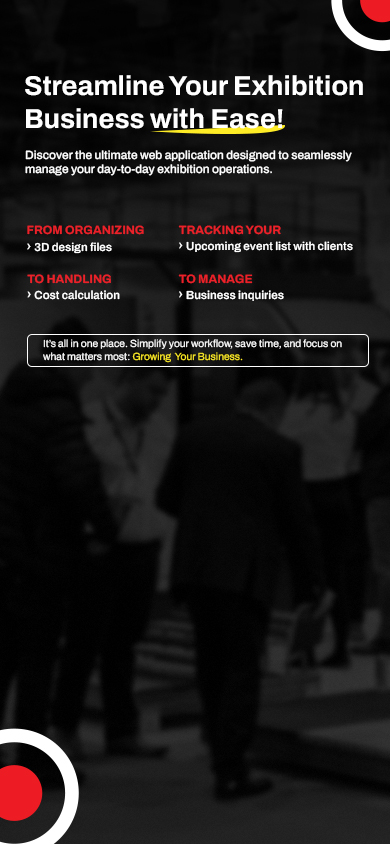 Streamline Your Exhibition
Business with Ease!
Discover the ultimate web application designed to seamlessly
manage your day-to-day exhibition operations.
FROM ORGANIZING
› 3D design files
TRACKING YOUR
› Upcoming event list with clients
TO HANDLING
› Cost calculation
TO MANAGE
› Business inquiries
It's all in one place. Simplify your workflow, save time, and focus on
what matters most: Growing Your Business.